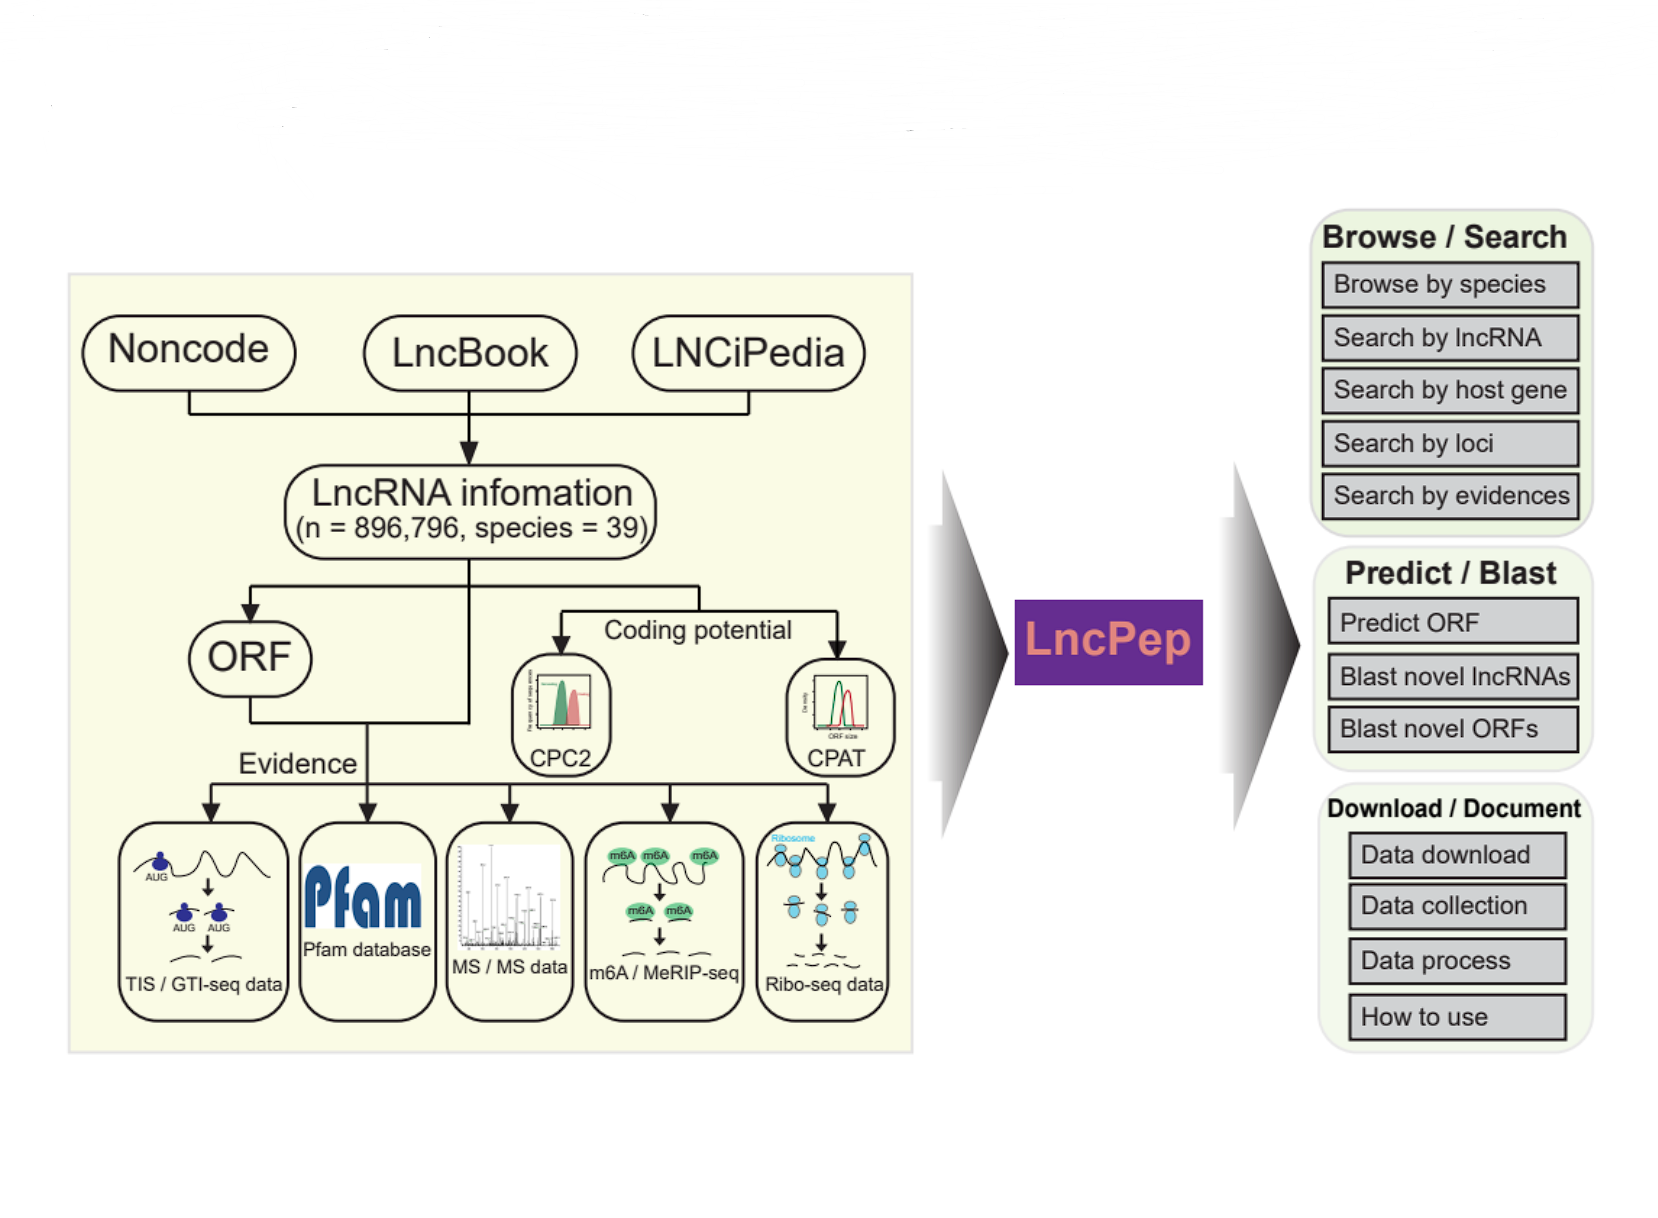 Noncode
LncBook
LNCiPedia
LncRNA infomation
(n = 896,796, species = 39)
ORF
Coding potential
CPC2
Density
ORF size
CPAT
Evidence
AUG
AUG
AUG
TIS / GTI-seq data
Pfam
Pfam database
MS / MS data
m6A
m6A
m6A
m6A
m6A
m6A / MeRIP-seq
Ribosome
Ribo-seq data
LncPep
Browse / Search
Browse by species
Search by lncRNA
Search by host gene
Search by loci
Search by evidences
Predict / Blast
Predict ORF
Blast novel lncRNAs
Blast novel ORFs
Download / Document
Data download
Data collection
Data process
How to use